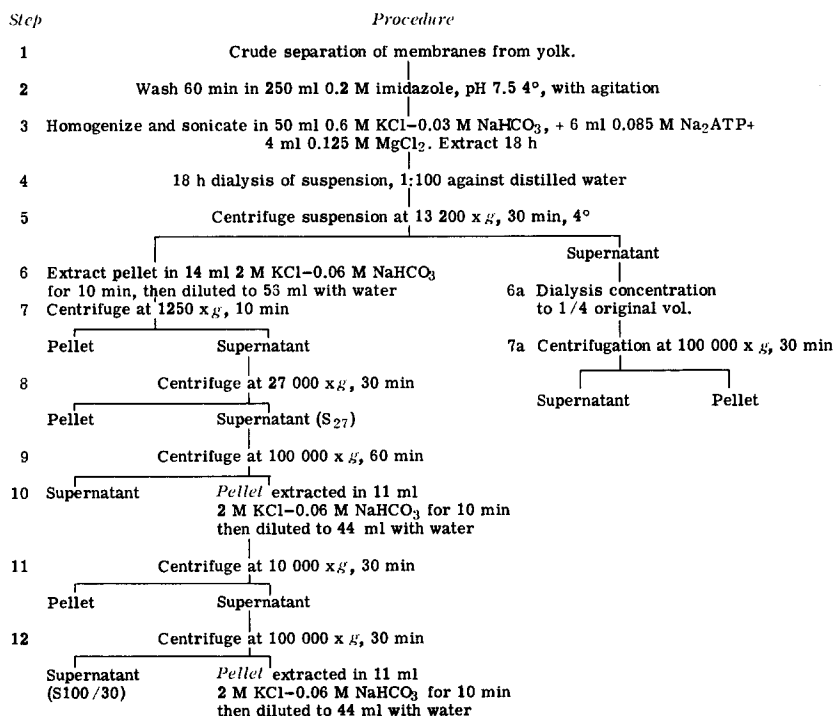 Step Procedure
1 Crude separation of membranes from yolk.
2 Wash 60 min in 250 ml 0.2 M imidazole, pH 7.5 4°, with agitation
3 Homogenize and sonicate in 50 ml 0.6 M KCl-0.03 M NaHCO₃, + 6 ml 0.085 M Na₂ATP+
4 ml 0.125 M MgCl₂. Extract 18 h
4 18 h dialysis of suspension, 1:100 against distilled water
5 Centrifuge suspension at 13 200 x g, 30 min, 4°
Supernatant
6 Extract pellet in 14 ml 2 M KCl-0.06 M NaHCO₃
for 10 min, then diluted to 53 ml with water
6a Dialysis concentration
to 1/4 original vol.
7 Centrifuge at 1250 x g, 10 min
7a Centrifugation at 100 000 x g, 30 min
Pellet Supernatant
Supernatant Pellet
8 Centrifuge at 27 000 x g, 30 min
Pellet Supernatant (S₂₇)
9 Centrifuge at 100 000 x g, 60 min
10 Supernatant Pellet extracted in 11 ml
2 M KCl-0.06 M NaHCO₃ for 10 min
then diluted to 44 ml with water
11 Centrifuge at 10 000 x g, 30 min
Pellet Supernatant
12 Centrifuge at 100 000 x g, 30 min
Supernatant Pellet extracted in 11 ml
(S100/30) 2 M KCl-0.06 M NaHCO₃ for 10 min
then diluted to 44 ml with water